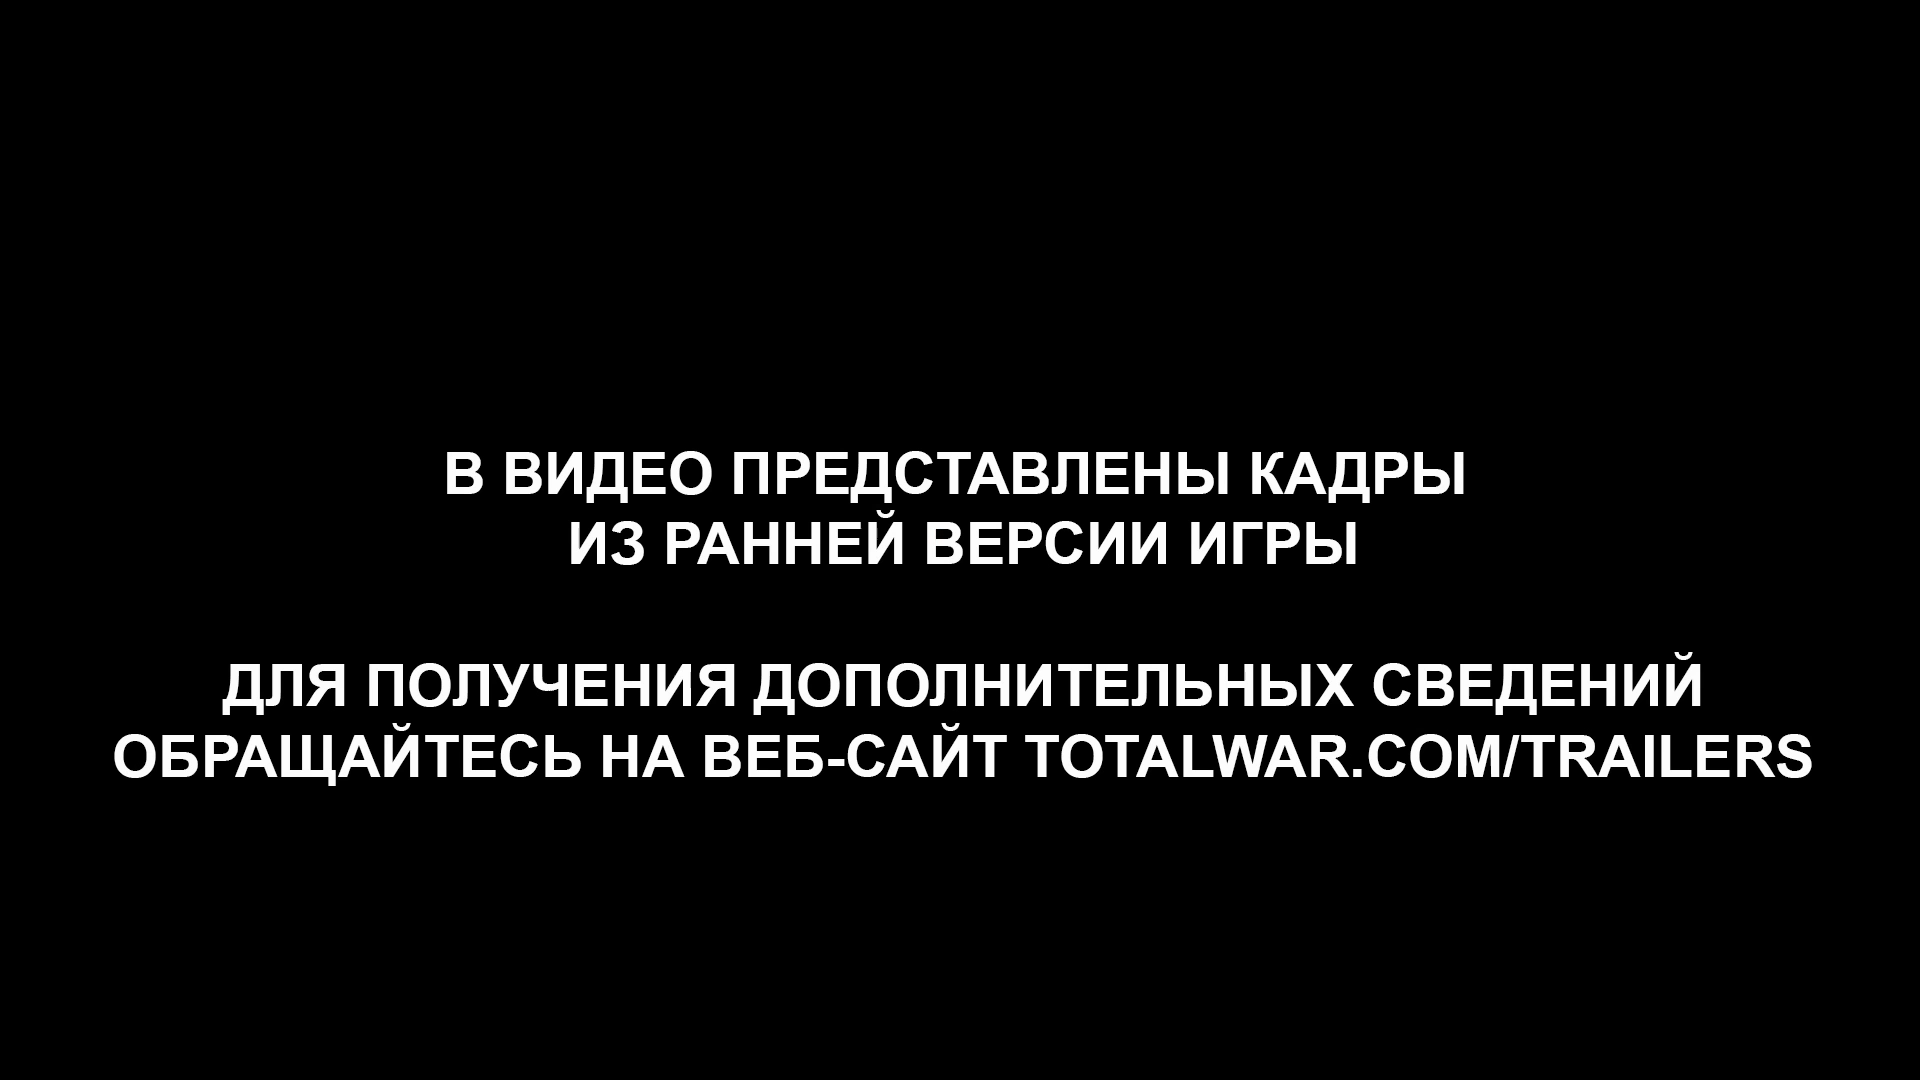 В ВИДЕО ПРЕДСТАВЛЕНЫ КАДРЫ
ИЗ РАННЕЙ ВЕРСИИ ИГРЫ
ДЛЯ ПОЛУЧЕНИЯ ДОПОЛНИТЕЛЬНЫХ СВЕДЕНИЙ
ОБРАЩАЙТЕСЬ НА ВЕБ-САЙТ TOTALWAR.COM/TRAILERS